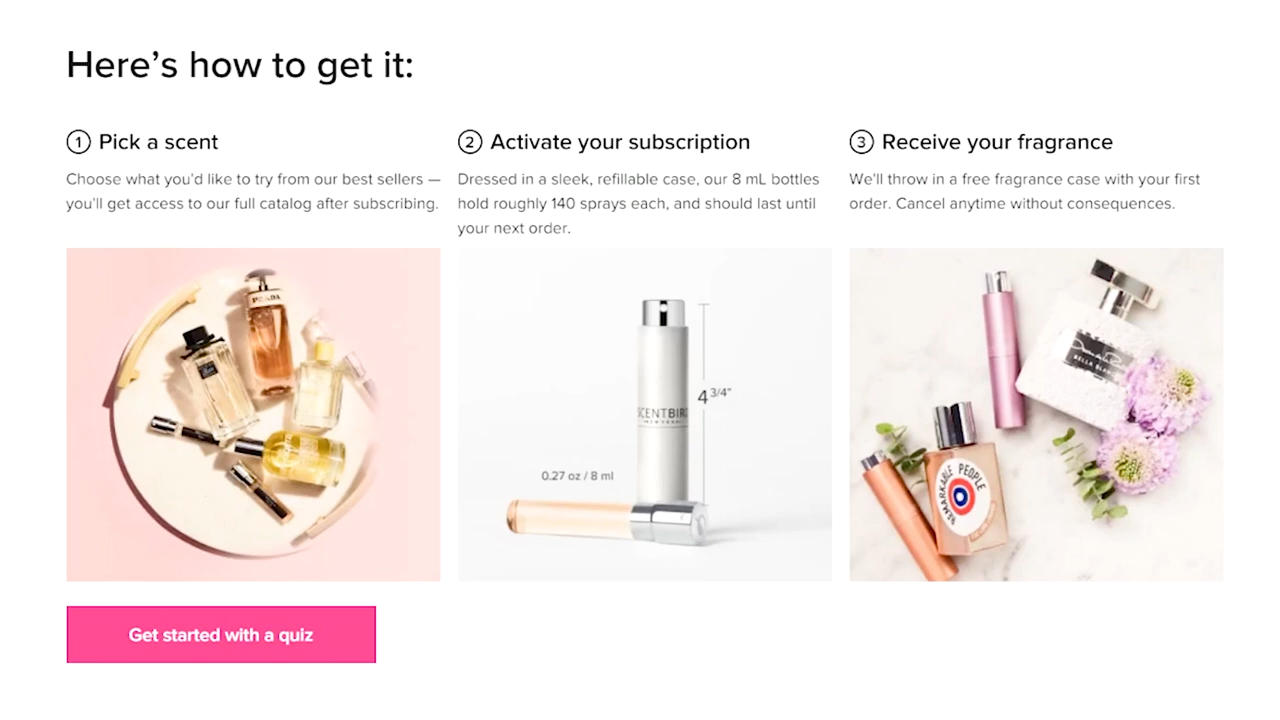 Here's how to get it:
1 Pick a scent
Choose what you'd like to try from our best sellers —
you'll get access to our full catalog after subscribing.
2 Activate your subscription
Dressed in a sleek, refillable case, our 8 mL bottles
hold roughly 140 sprays each, and should last until
your next order.
3 Receive your fragrance
We'll throw in a free fragrance case with your first
order. Cancel anytime without consequences.
PRADA
4 3/4"
SCENTBIRD
NEW YORK
0.27 oz / 8 ml
BELLA BLANCA
REMARKABLE PEOPLE
Get started with a quiz